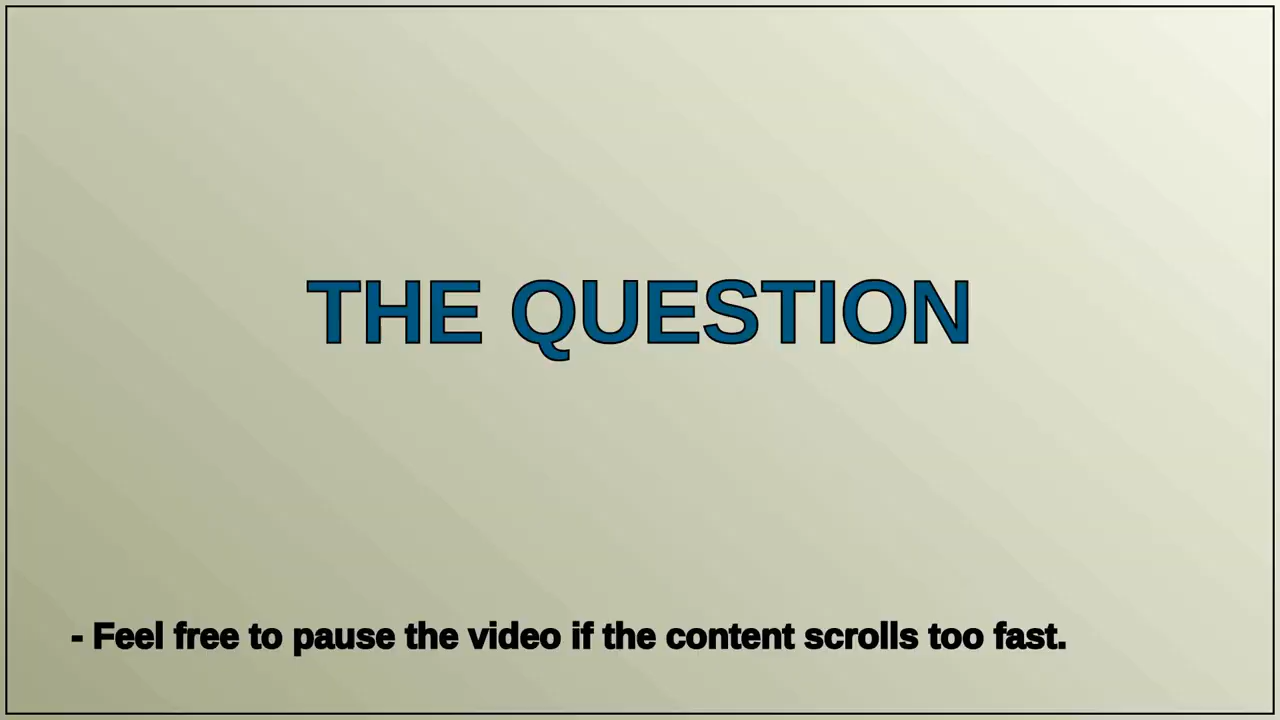 THE QUESTION
- Feel free to pause the video if the content scrolls too fast.